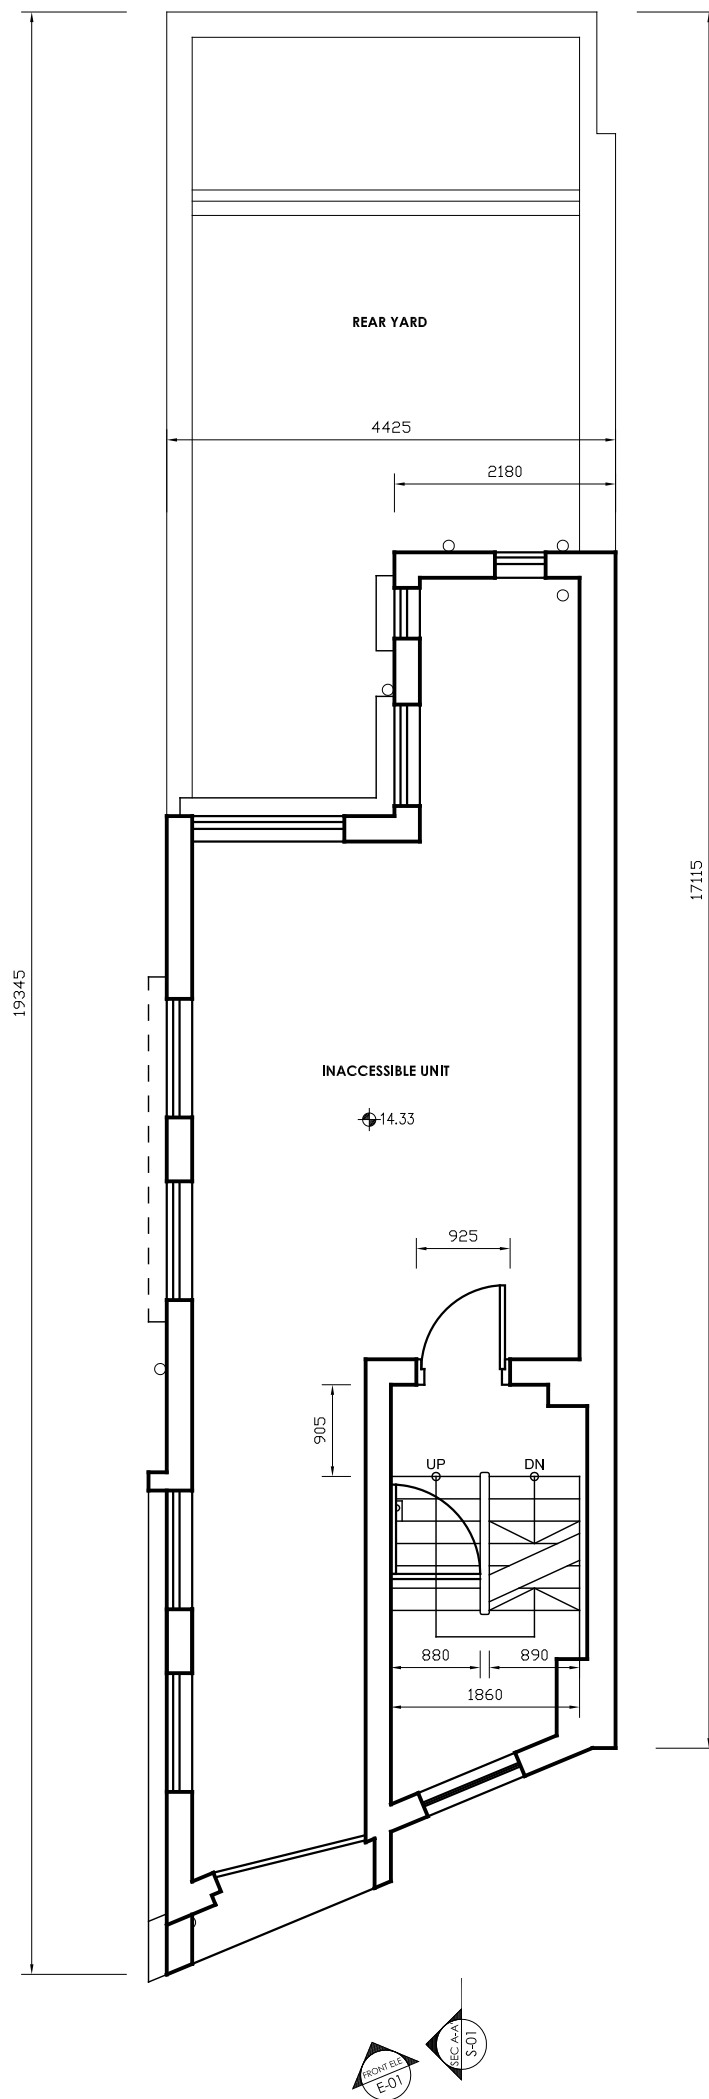 REAR YARD
4425
2180
17115
19345
INACCESSIBLE UNIT
14.33
925
905
UP DN
880 890
1860
SEC A-A'
S-01
FRONT ELE
E-01